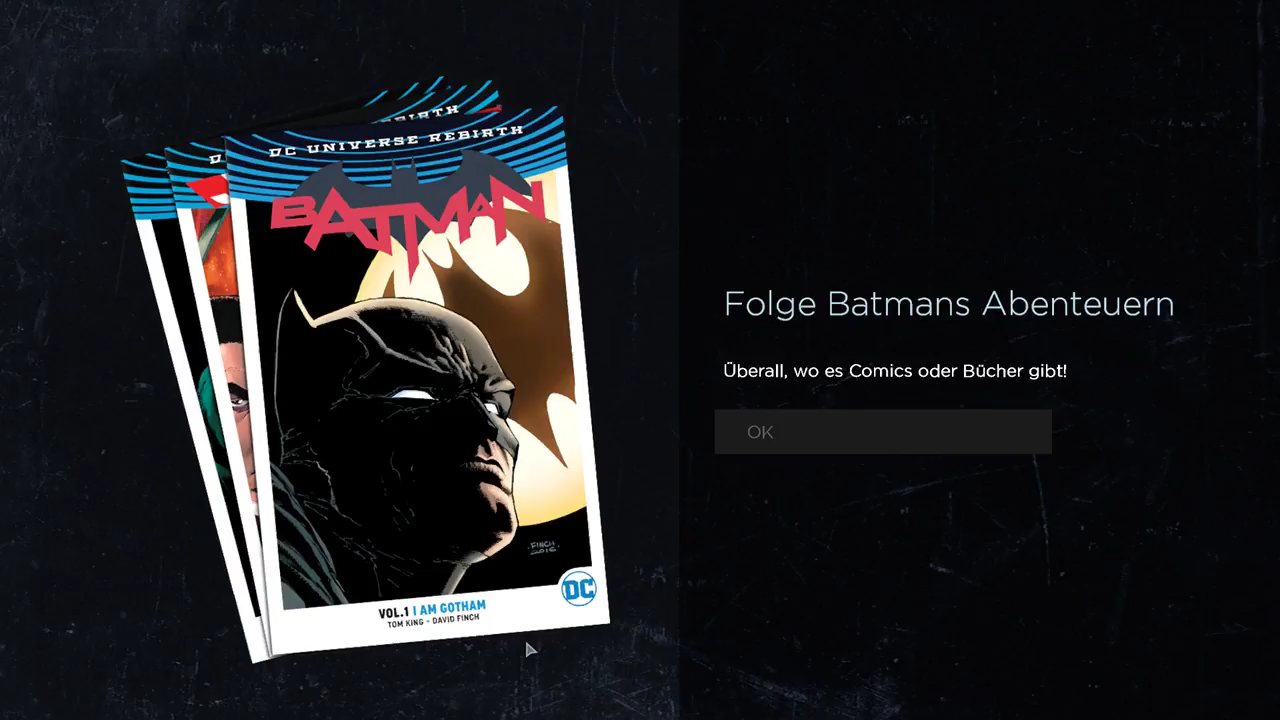 DC UNIVERSE REBIRTH
BATMAN
FINCH
2016
DC
VOL.1 I AM GOTHAM
TOM KING - DAVID FINCH
Folge Batmans Abenteuern
Überall, wo es Comics oder Bücher gibt!
OK